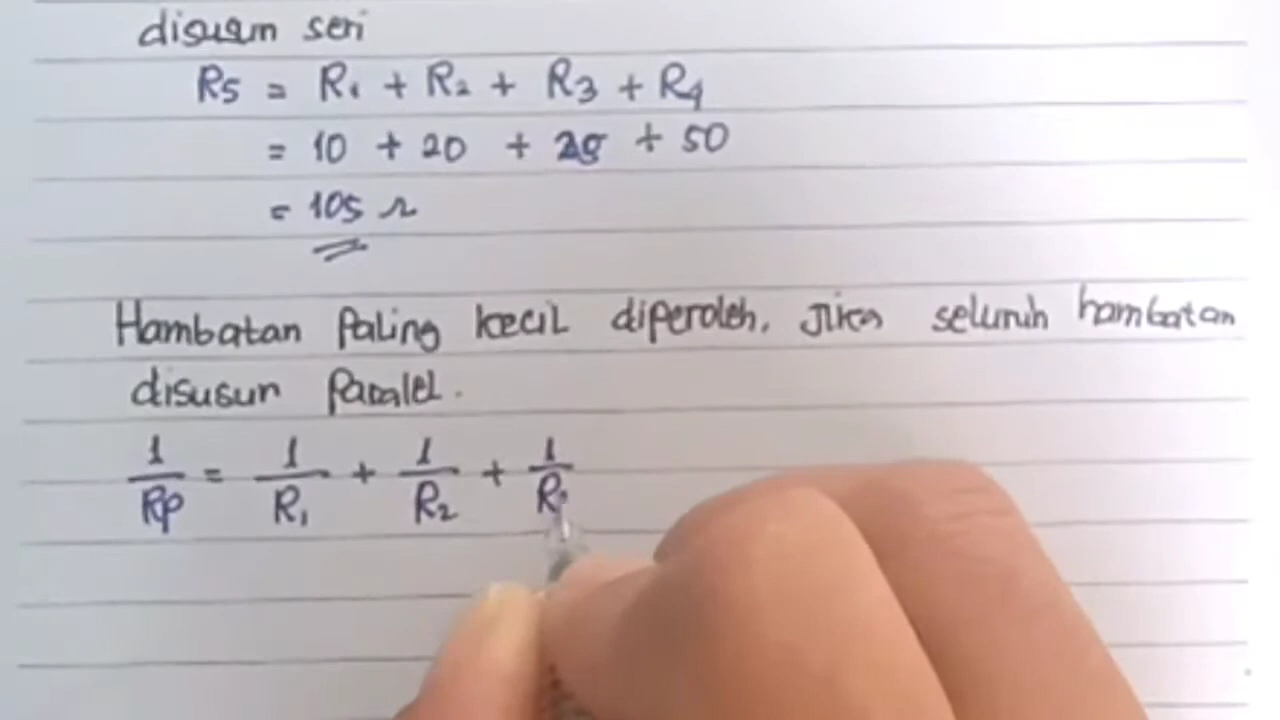 disusun seri
Rs = R₁ + R₂ + R₃ + R₄
= 10 + 20 + 25 + 50
= 105 Ω
Hambatan Paling kecil diperoleh, Jika seluruh hambatan
disusun Paralel.
1/Rp = 1/R₁ + 1/R₂ + 1/R